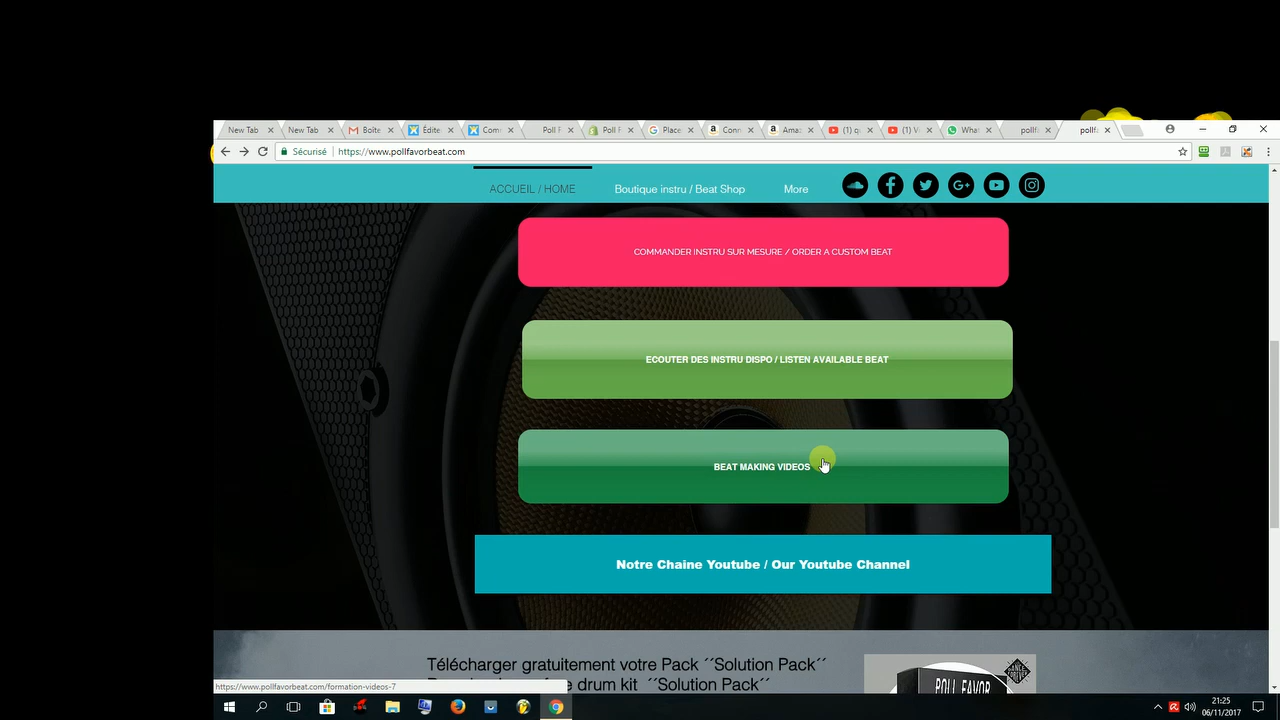 New Tab
New Tab
Boîte
Édite
Com
Poll F
Poll F
Place
Conn
Amaz
(1) q
(1) V
What
pollf
pollfa
Sécurisé
https://www.pollfavorbeat.com
ACCUEIL / HOME
Boutique instru / Beat Shop
More
COMMANDER INSTRU SUR MESURE / ORDER A CUSTOM BEAT
ECOUTER DES INSTRU DISPO / LISTEN AVAILABLE BEAT
BEAT MAKING VIDEOS
Notre Chaine Youtube / Our Youtube Channel
Télécharger gratuitement votre Pack ´´Solution Pack´´
drum kit ´´Solution Pack´´
POLL FAVOR
https://www.pollfavorbeat.com/formation-videos-7
21:25
06/11/2017